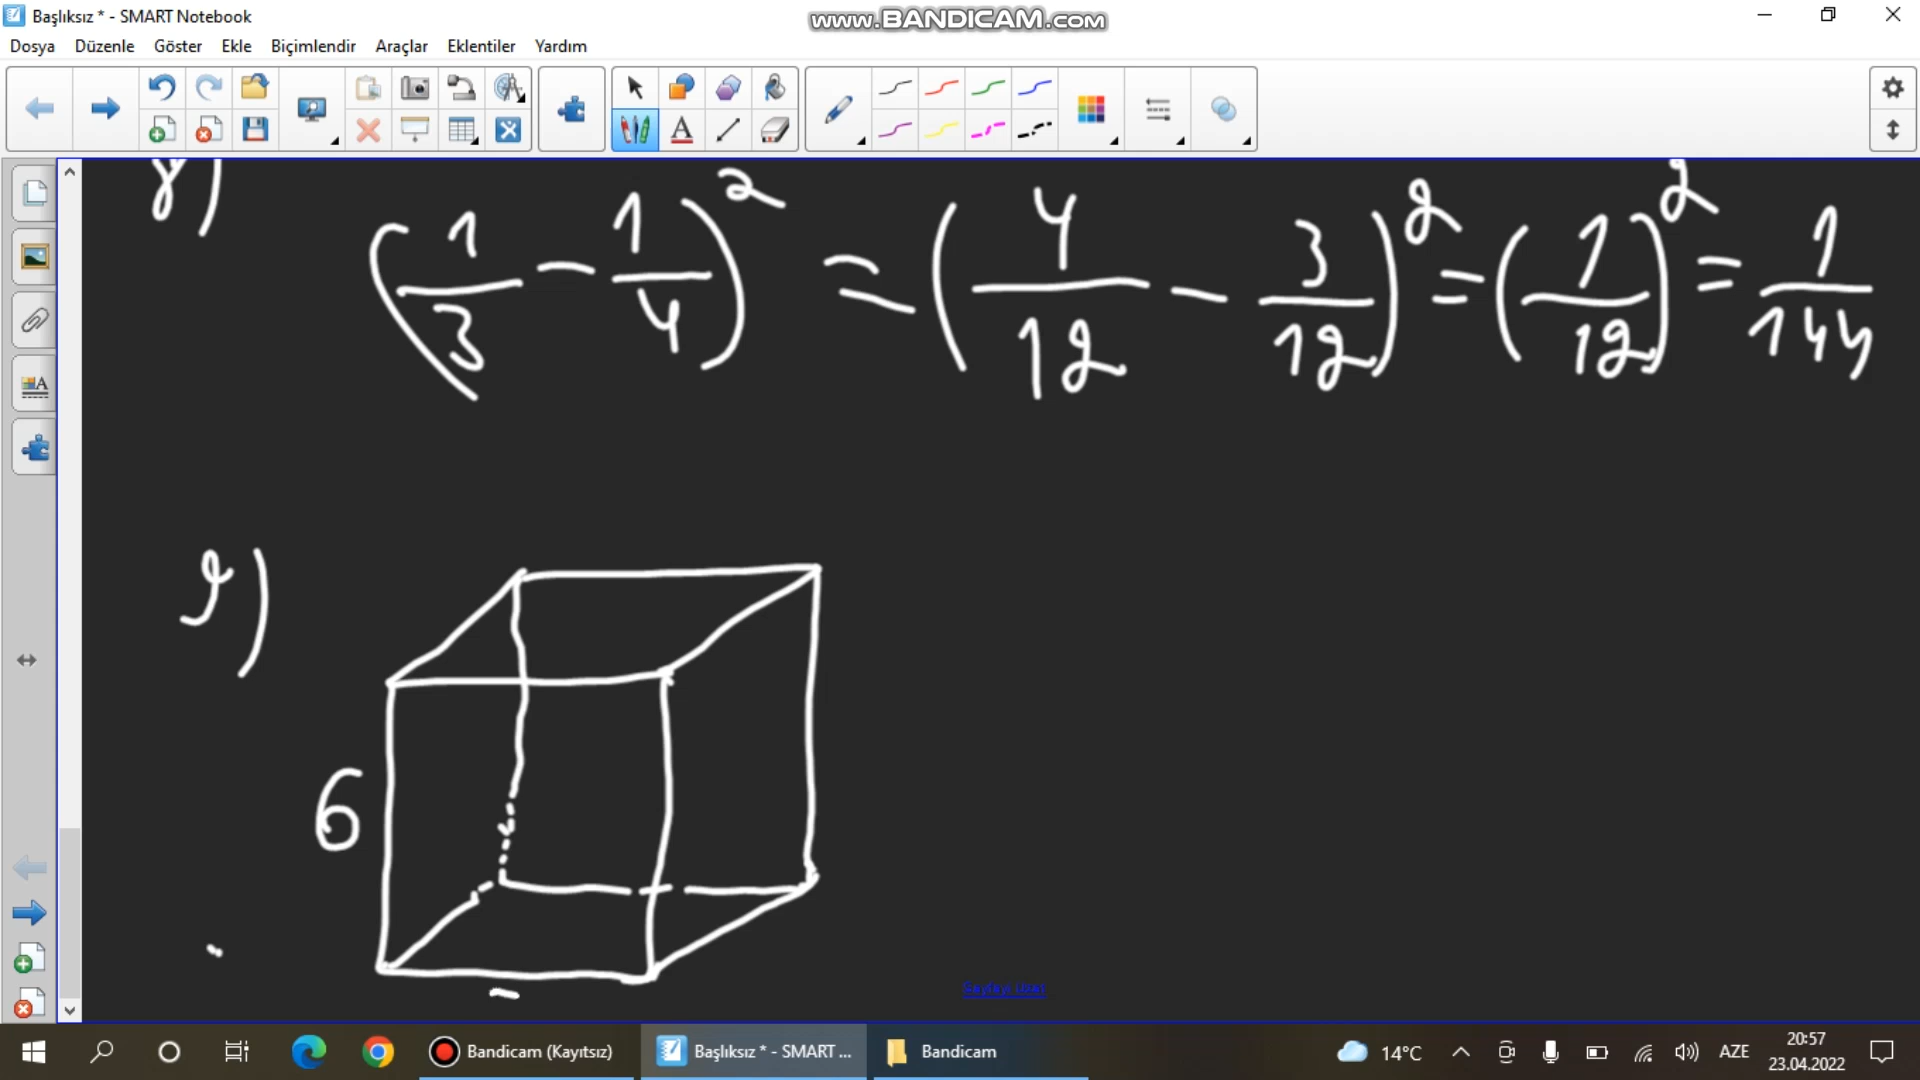 Başlıksız * - SMART Notebook
www.BANDICAM.com
Dosya Düzenle Göster Ekle Biçimlendir Araçlar Eklentiler Yardım
8)
(1/3 - 1/4)² = (4/12 - 3/12)² = (1/12)² = 1/144
9)
6
Sayfayı Uzat
Bandicam (Kayıtsız)
Başlıksız * - SMART ...
Bandicam
14°C
AZE
20:57
23.04.2022